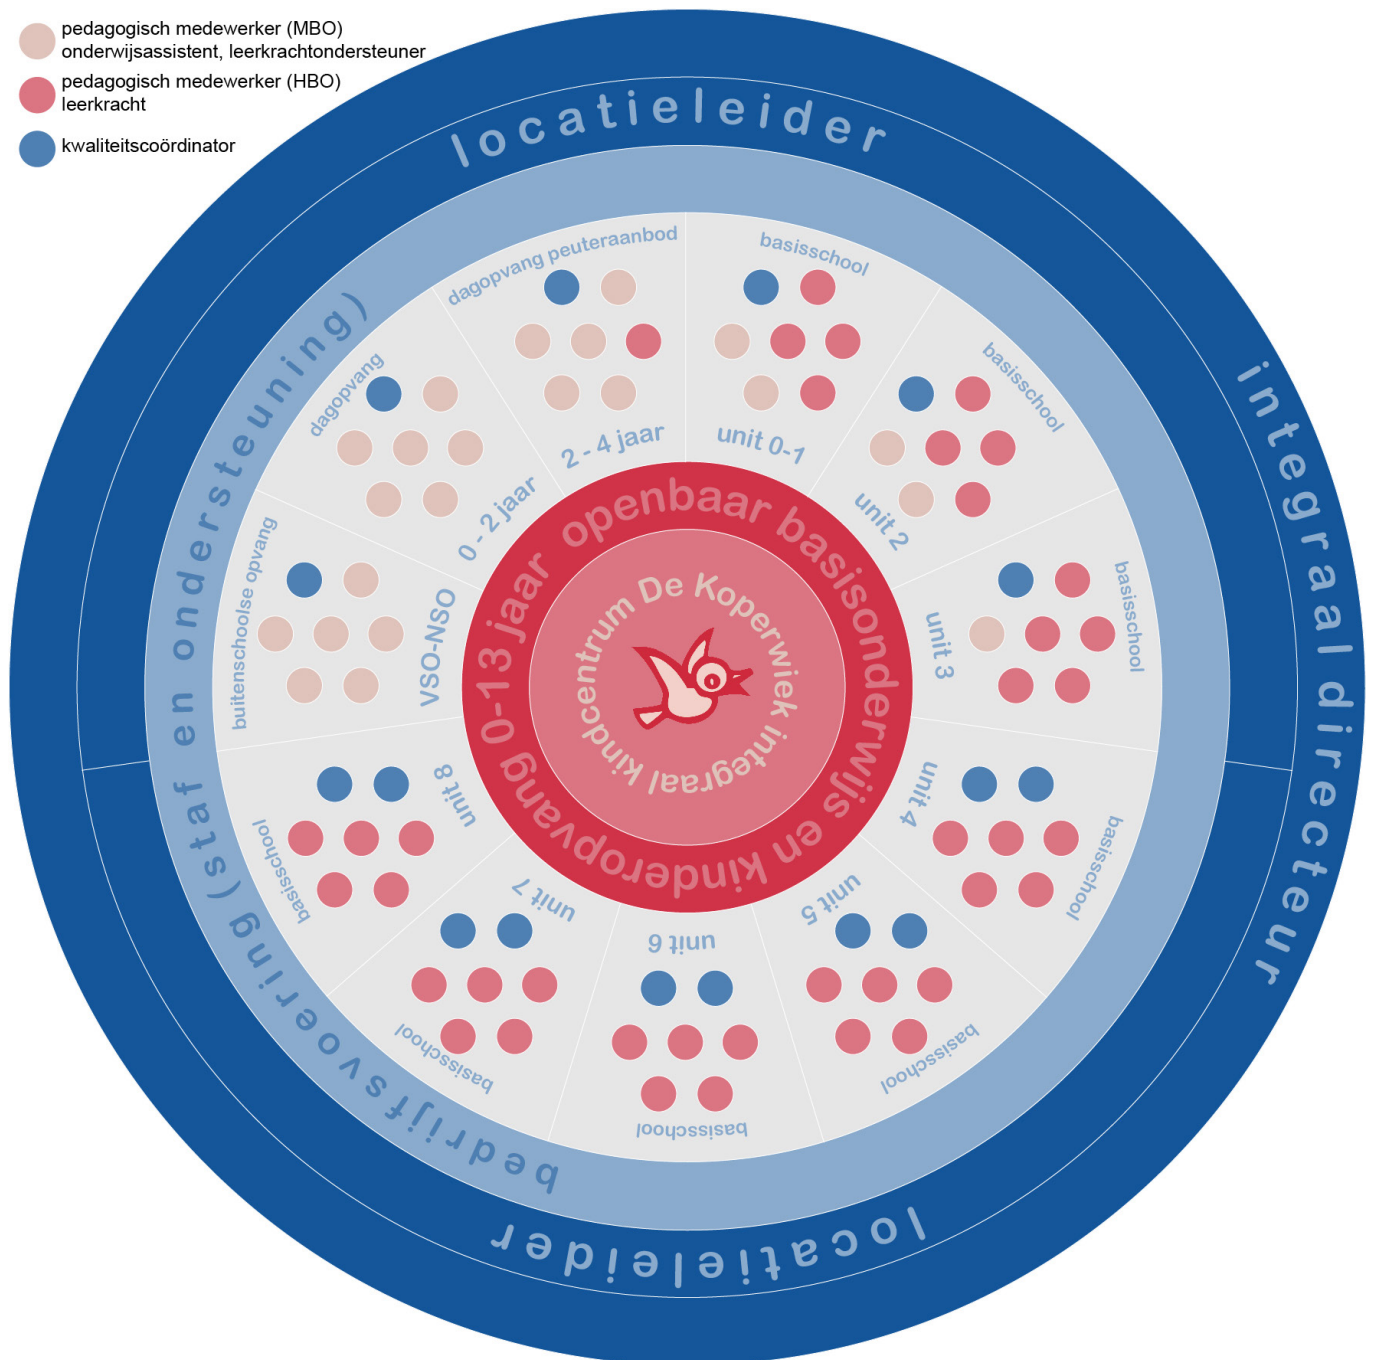 pedagogisch medewerker (MBO)
onderwijsassistent, leerkrachtondersteuner
pedagogisch medewerker (HBO)
leerkracht
kwaliteitscoördinator
locatieleider
integraal directeur
locatieleider
bedrijfsvoering (staf en ondersteuning)
dagopvang peuteraanbod
2 - 4 jaar
basisschool
unit 0-1
basisschool
unit 2
basisschool
unit 3
basisschool
unit 4
basisschool
unit 5
basisschool
unit 6
basisschool
unit 7
basisschool
unit 8
buitenschoolse opvang
VSO-NSO
dagopvang
0 - 2 jaar
openbaar basisonderwijs en kinderopvang 0-13 jaar
De Koperwiek integraal kindcentrum